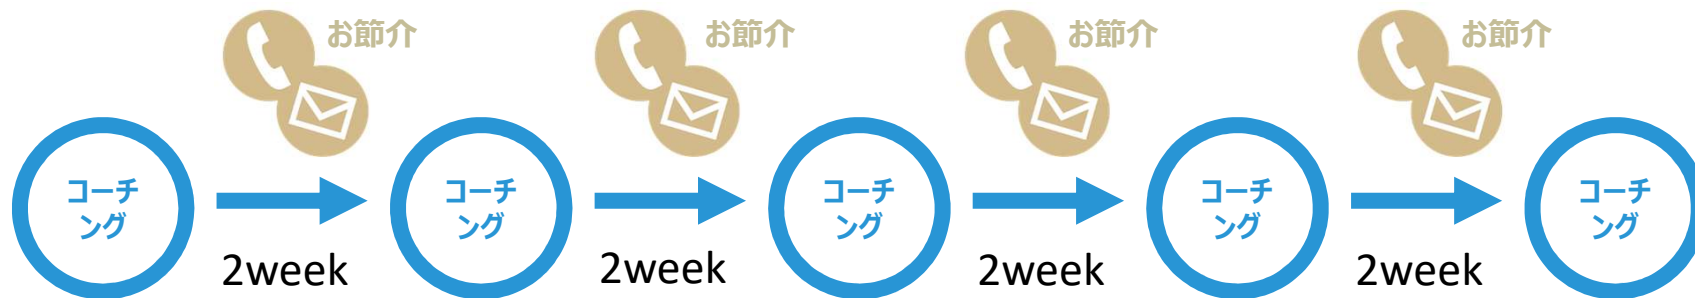 お節介
お節介
お節介
お節介
コーチ
ング
コーチ
ング
コーチ
ング
コーチ
ング
コーチ
ング
2week
2week
2week
2week